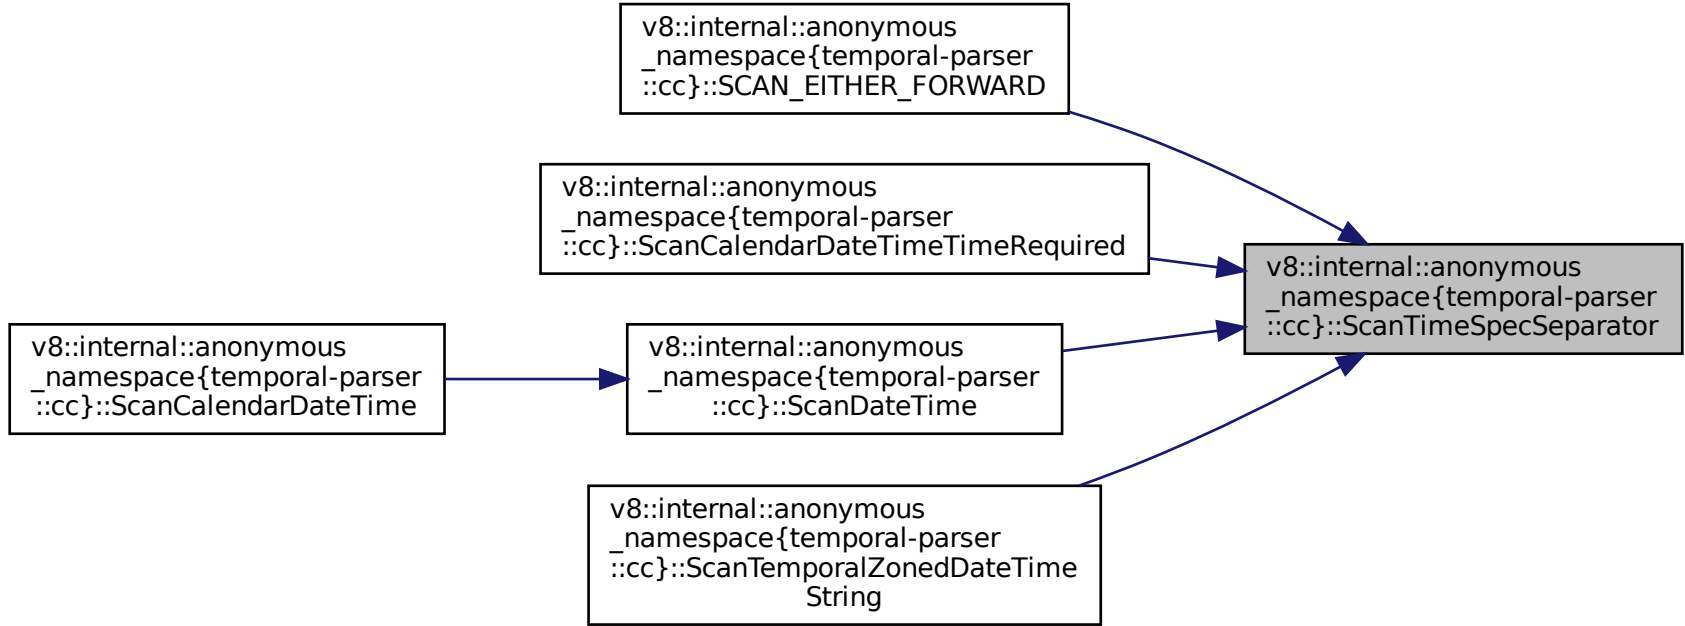 v8::internal::anonymous
_namespace{temporal-parser
::cc}::SCAN_EITHER_FORWARD
v8::internal::anonymous
_namespace{temporal-parser
::cc}::ScanCalendarDateTimeTimeRequired
v8::internal::anonymous
_namespace{temporal-parser
::cc}::ScanTimeSpecSeparator
v8::internal::anonymous
_namespace{temporal-parser
::cc}::ScanCalendarDateTime
v8::internal::anonymous
_namespace{temporal-parser
::cc}::ScanDateTime
v8::internal::anonymous
_namespace{temporal-parser
::cc}::ScanTemporalZonedDateTime
String